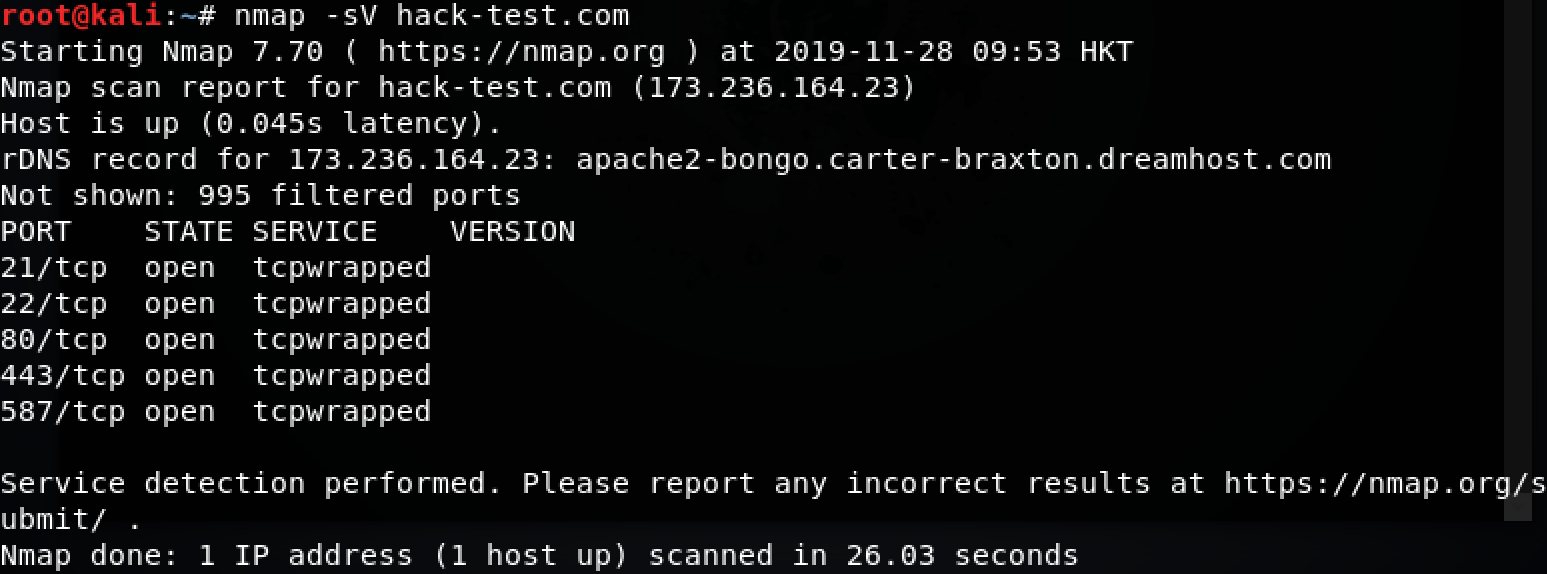 root@kali:~# nmap -sV hack-test.com
Starting Nmap 7.70 ( https://nmap.org ) at 2019-11-28 09:53 HKT
Nmap scan report for hack-test.com (173.236.164.23)
Host is up (0.045s latency).
rDNS record for 173.236.164.23: apache2-bongo.carter-braxton.dreamhost.com
Not shown: 995 filtered ports
PORT    STATE SERVICE    VERSION
21/tcp  open  tcpwrapped
22/tcp  open  tcpwrapped
80/tcp  open  tcpwrapped
443/tcp open  tcpwrapped
587/tcp open  tcpwrapped

Service detection performed. Please report any incorrect results at https://nmap.org/s
ubmit/ .
Nmap done: 1 IP address (1 host up) scanned in 26.03 seconds